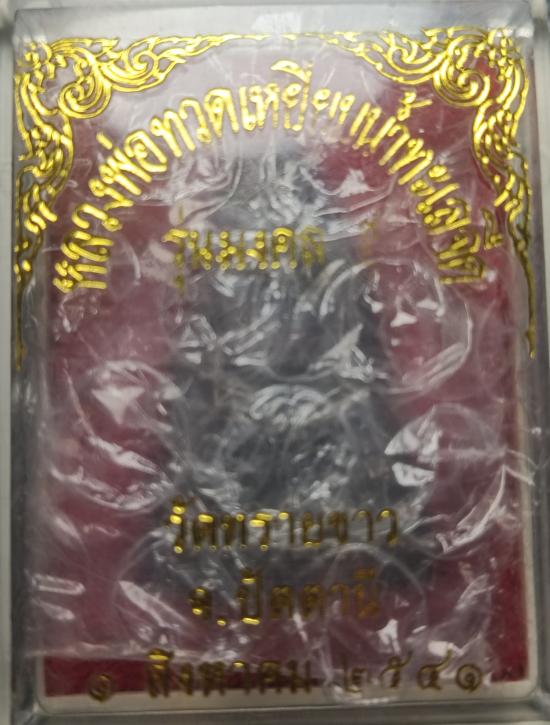 หลวงพ่อทวดเหยียบน้ำทะเลจืด
รุ่นมงคล
วัดทรายขาว
จ.ปัตตานี
๑ สิงหาคม ๒๕๔๑